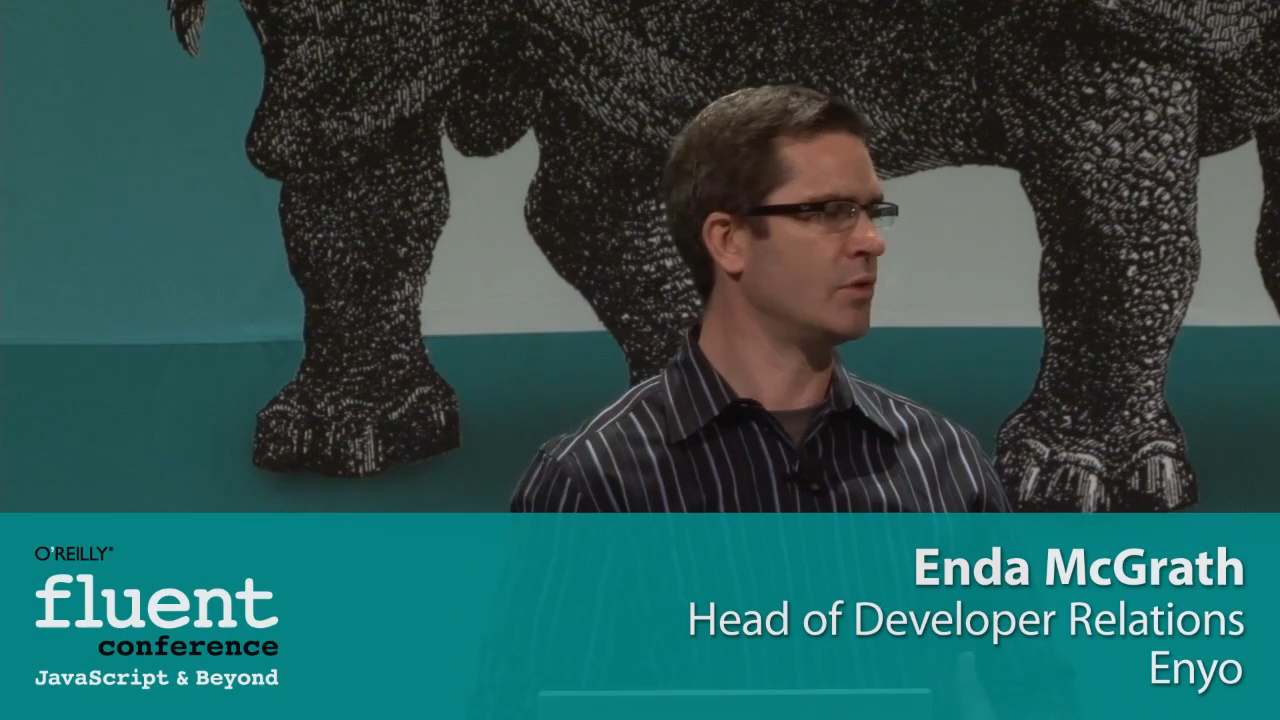 O'REILLY®
fluent
conference
JavaScript & Beyond
Enda McGrath
Head of Developer Relations
Enyo